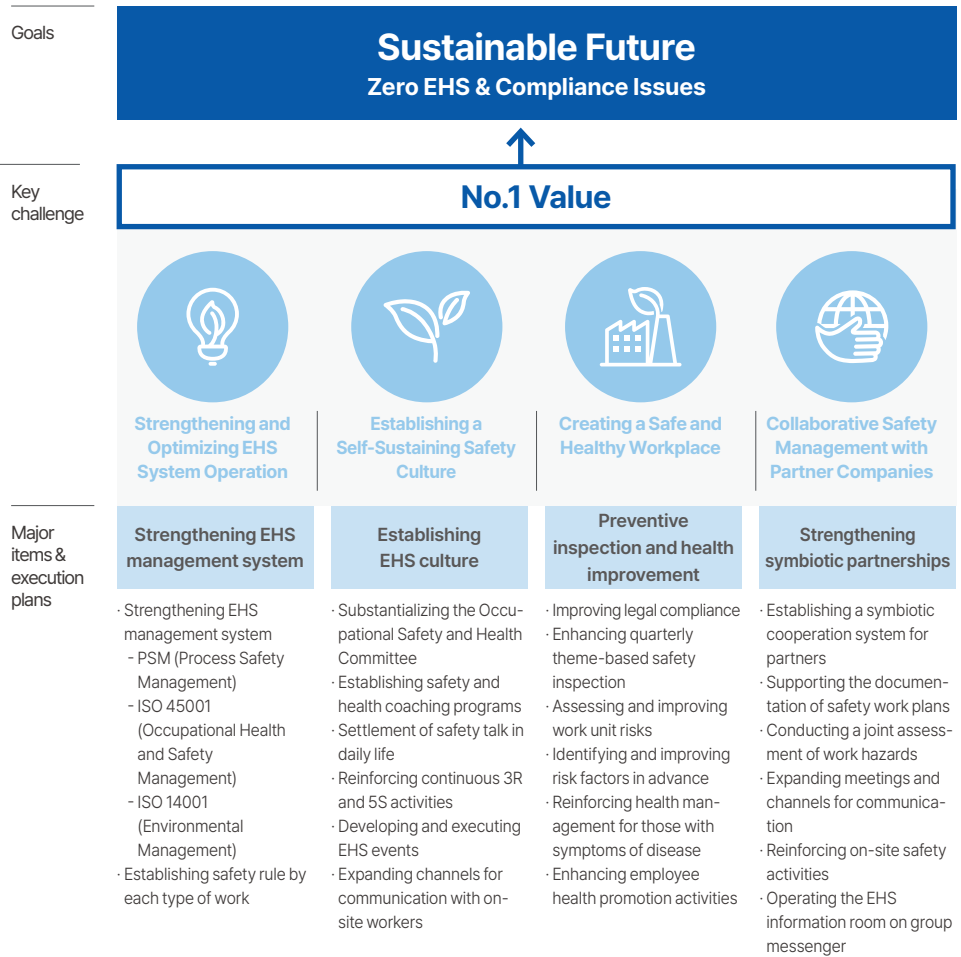 Goals
Sustainable Future
Zero EHS & Compliance Issues
Key
challenge
No.1 Value
Strengthening and
Optimizing EHS
System Operation
Establishing a
Self-Sustaining Safety
Culture
Creating a Safe and
Healthy Workplace
Collaborative Safety
Management with
Partner Companies
Major
items &
execution
plans
Strengthening EHS
management system
· Strengthening EHS
management system
- PSM (Process Safety
Management)
- ISO 45001
(Occupational Health
and Safety
Management)
- ISO 14001
(Environmental
Management)
· Establishing safety rule by
each type of work
Establishing
EHS culture
· Substantializing the Occu-
pational Safety and Health
Committee
· Establishing safety and
health coaching programs
· Settlement of safety talk in
daily life
· Reinforcing continuous 3R
and 5S activities
· Developing and executing
EHS events
· Expanding channels for
communication with on-
site workers
Preventive
inspection and health
improvement
· Improving legal compliance
· Enhancing quarterly
theme-based safety
inspection
· Assessing and improving
work unit risks
· Identifying and improving
risk factors in advance
· Reinforcing health man-
agement for those with
symptoms of disease
· Enhancing employee
health promotion activities
Strengthening
symbiotic partnerships
· Establishing a symbiotic
cooperation system for
partners
· Supporting the documen-
tation of safety work plans
· Conducting a joint assess-
ment of work hazards
· Expanding meetings and
channels for communica-
tion
· Reinforcing on-site safety
activities
· Operating the EHS
information room on group
messenger